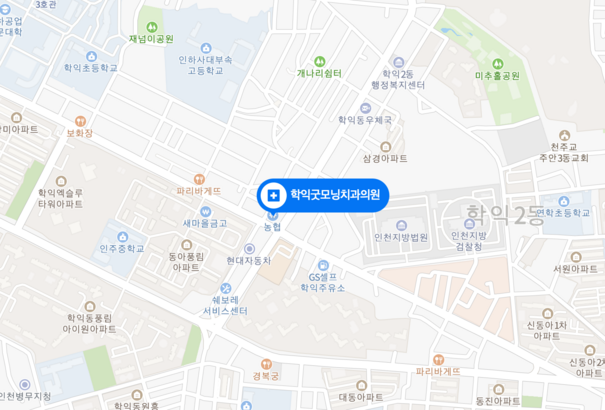 3호관
재넘이공원
인하사대부속
고등학교
학익초등학교
개나리쉼터
학익2동
행정복지센터
미추홀공원
학익동우체국
보화장
삼경아파트
천주교
주안3동교회
학익엑슬루
타워아파트
파리바게뜨
학익굿모닝치과의원
새마을금고
농협
학익2동
연학초등학교
인천지방법원
인천지방
검찰청
인주중학교
동아풍림
아파트
현대자동차
GS셀프
학익주유소
서원아파트
쉐보레
서비스센터
학익동풍림
아이원아파트
신동아1차
아파트
신동아2차
아파트
경복궁
파리바게뜨
인천병무지청
학익동원흥
대동아파트
동진아파트